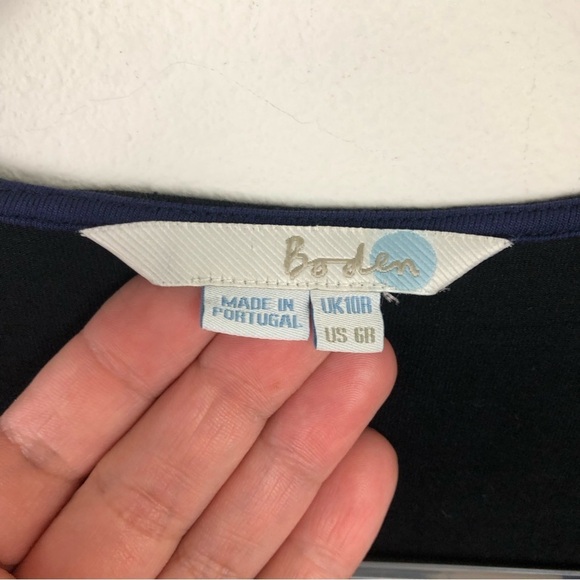 Boden
MADE IN
PORTUGAL
UK10R
US 6R